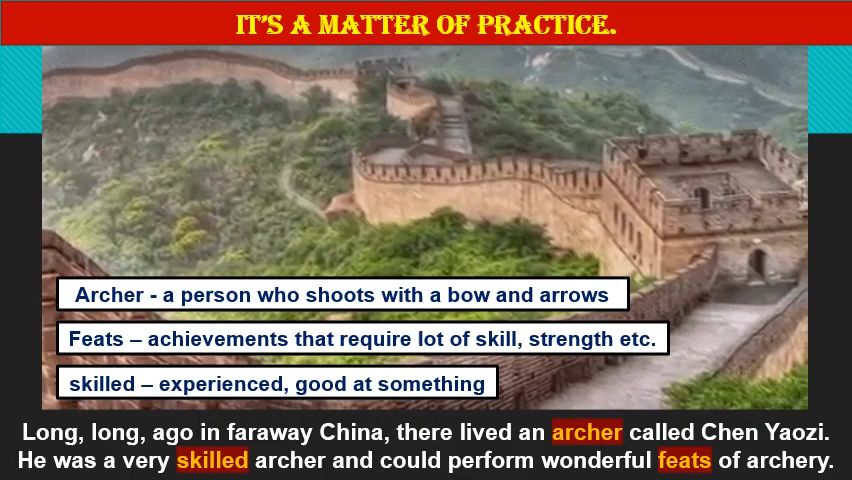 IT'S A MATTER OF PRACTICE.
Archer - a person who shoots with a bow and arrows
Feats – achievements that require lot of skill, strength etc.
skilled – experienced, good at something
Long, long, ago in faraway China, there lived an archer called Chen Yaozi.
He was a very skilled archer and could perform wonderful feats of archery.